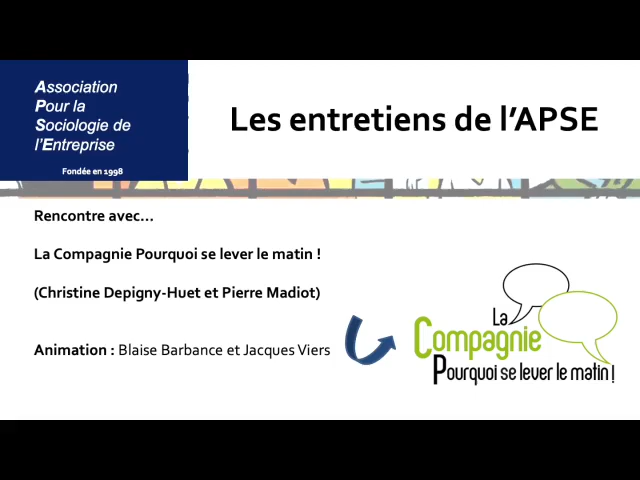 Association
Pour la
Sociologie de
l'Entreprise
Fondée en 1998
Les entretiens de l'APSE
Rencontre avec...
La Compagnie Pourquoi se lever le matin !
(Christine Depigny-Huet et Pierre Madiot)
Animation : Blaise Barbance et Jacques Viers
La
Compagnie
Pourquoi se lever le matin !